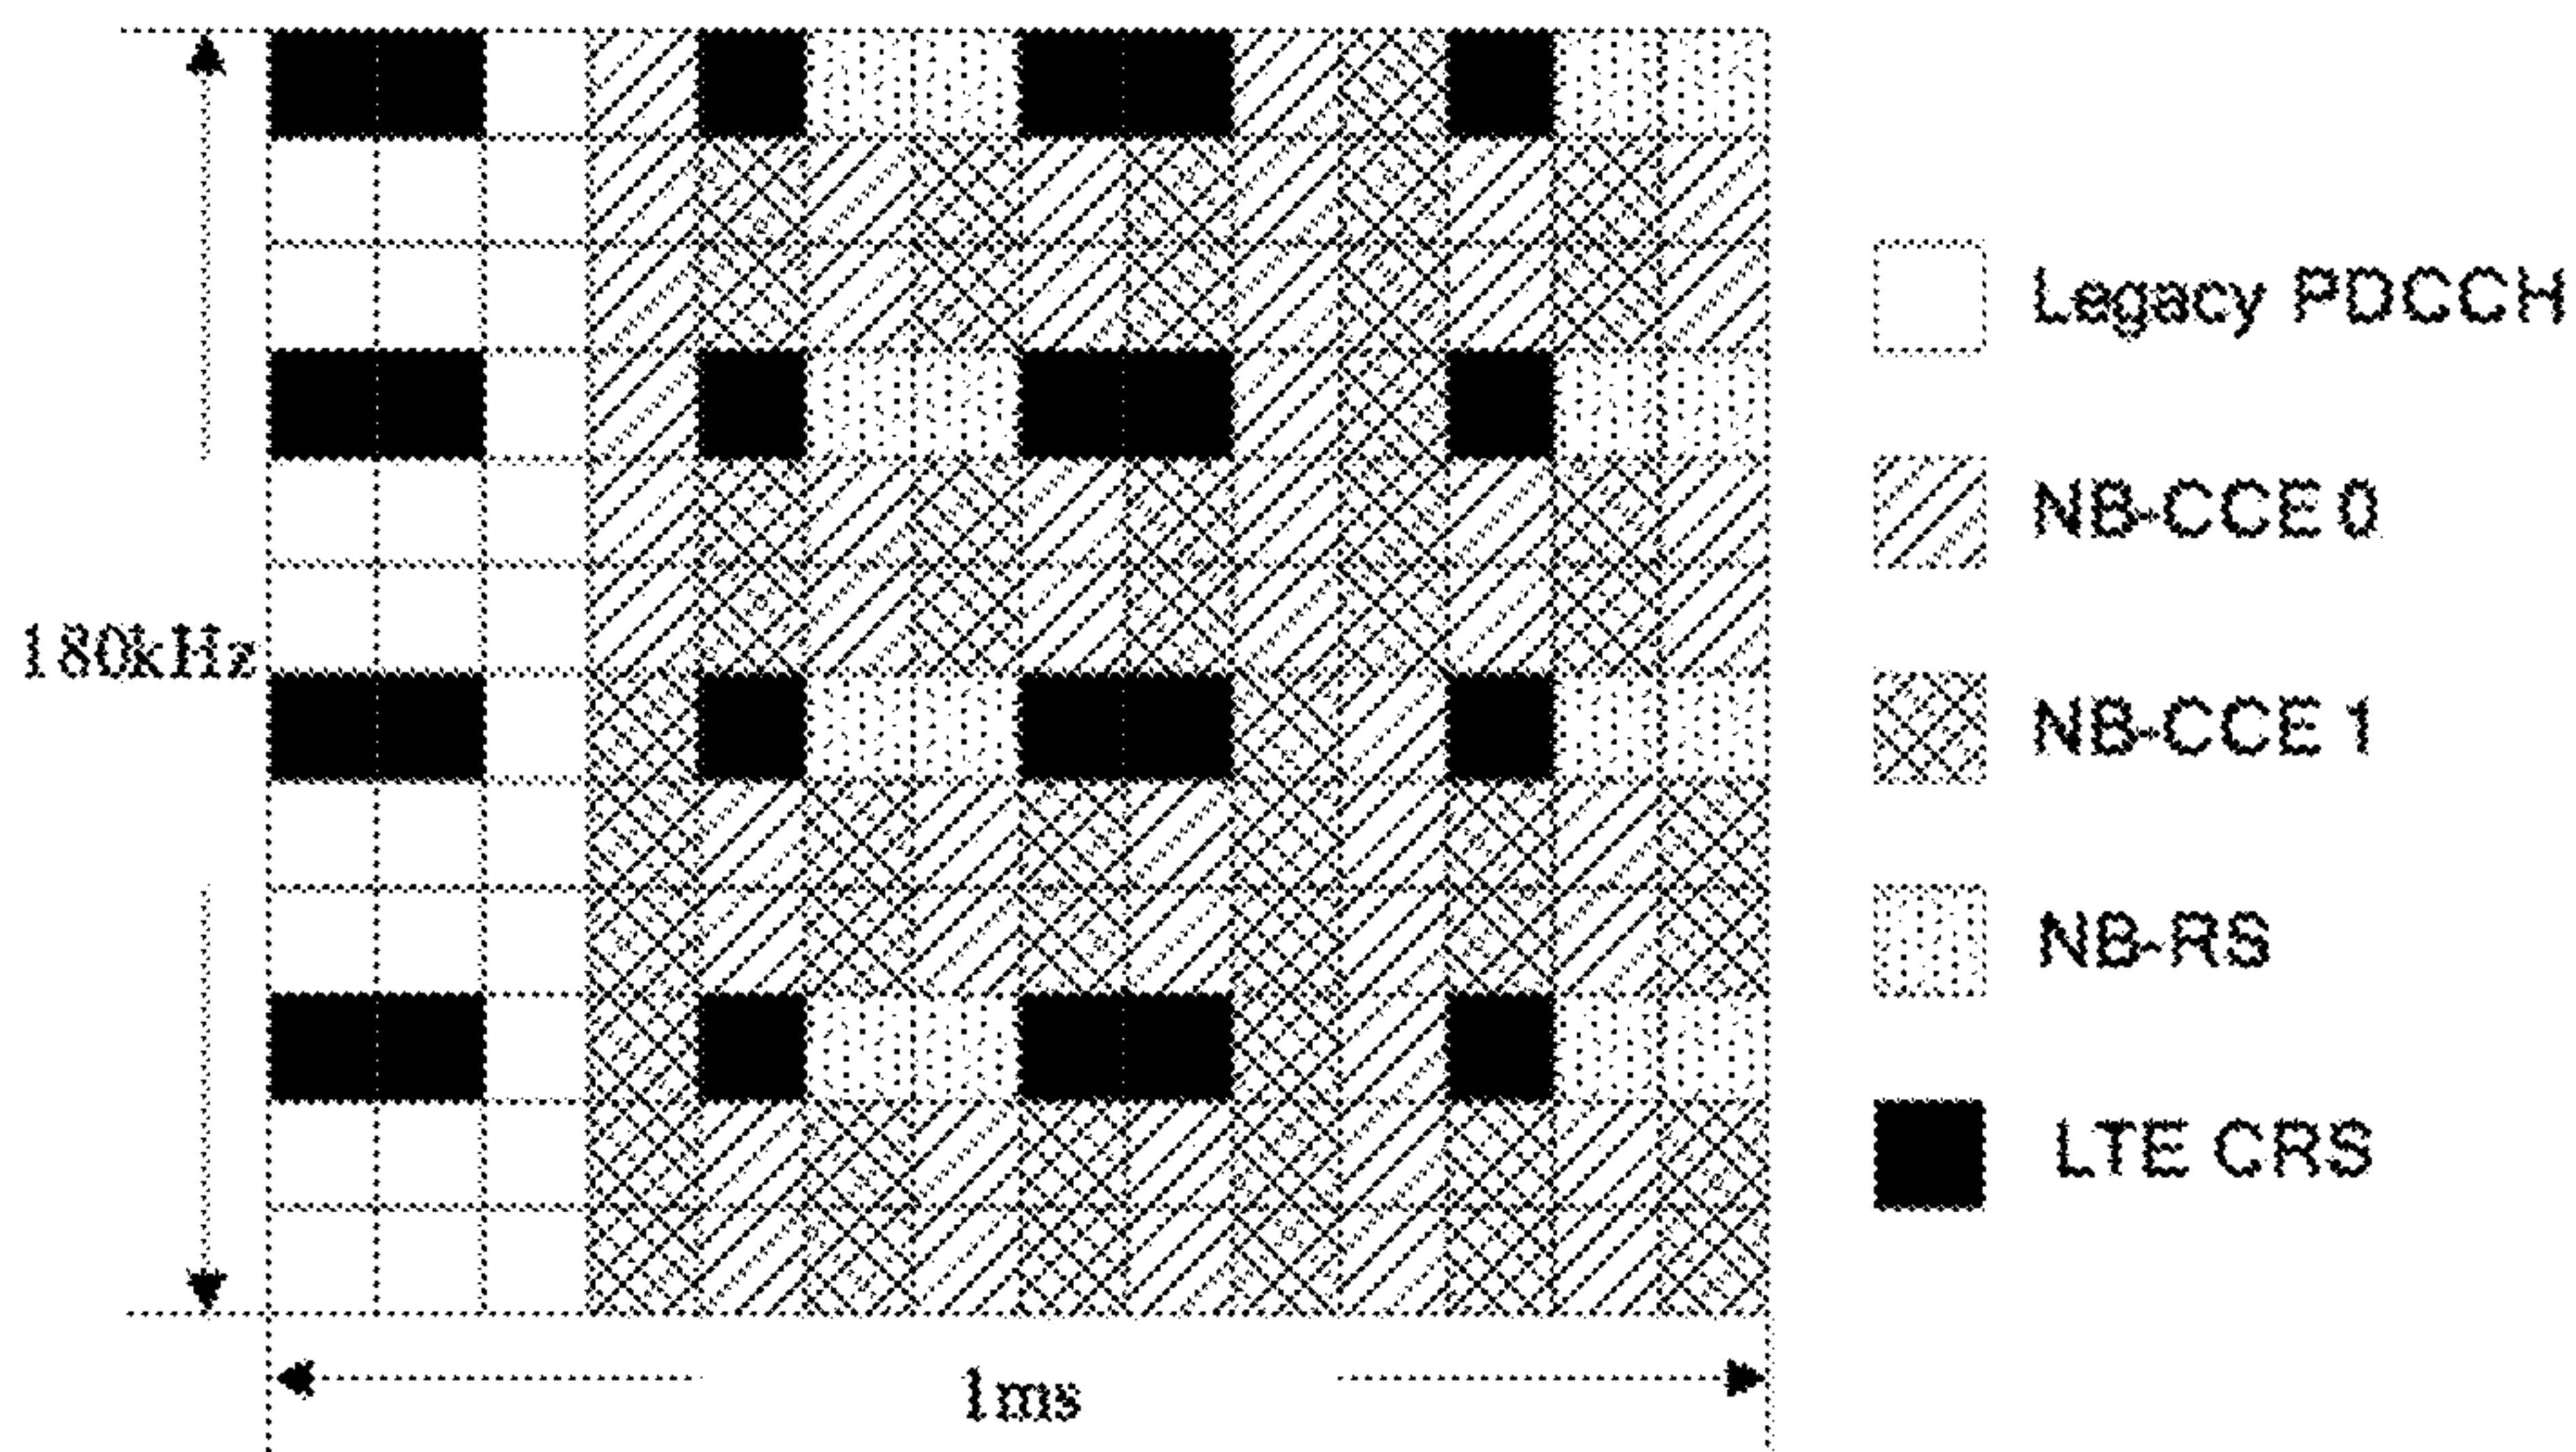 180kHz
1ms
Legacy PDCCH
NB-CCE 0
NB-CCE 1
NB-RS
LTE CRS